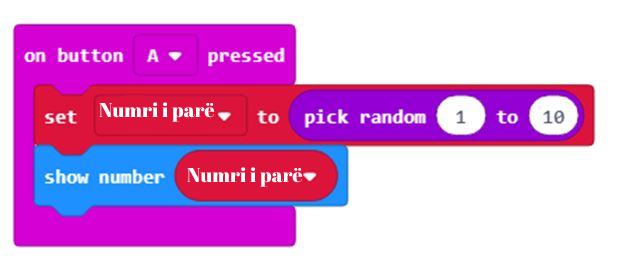 on button A pressed
set Numri i parë to pick random 1 to 10
show number Numri i parë